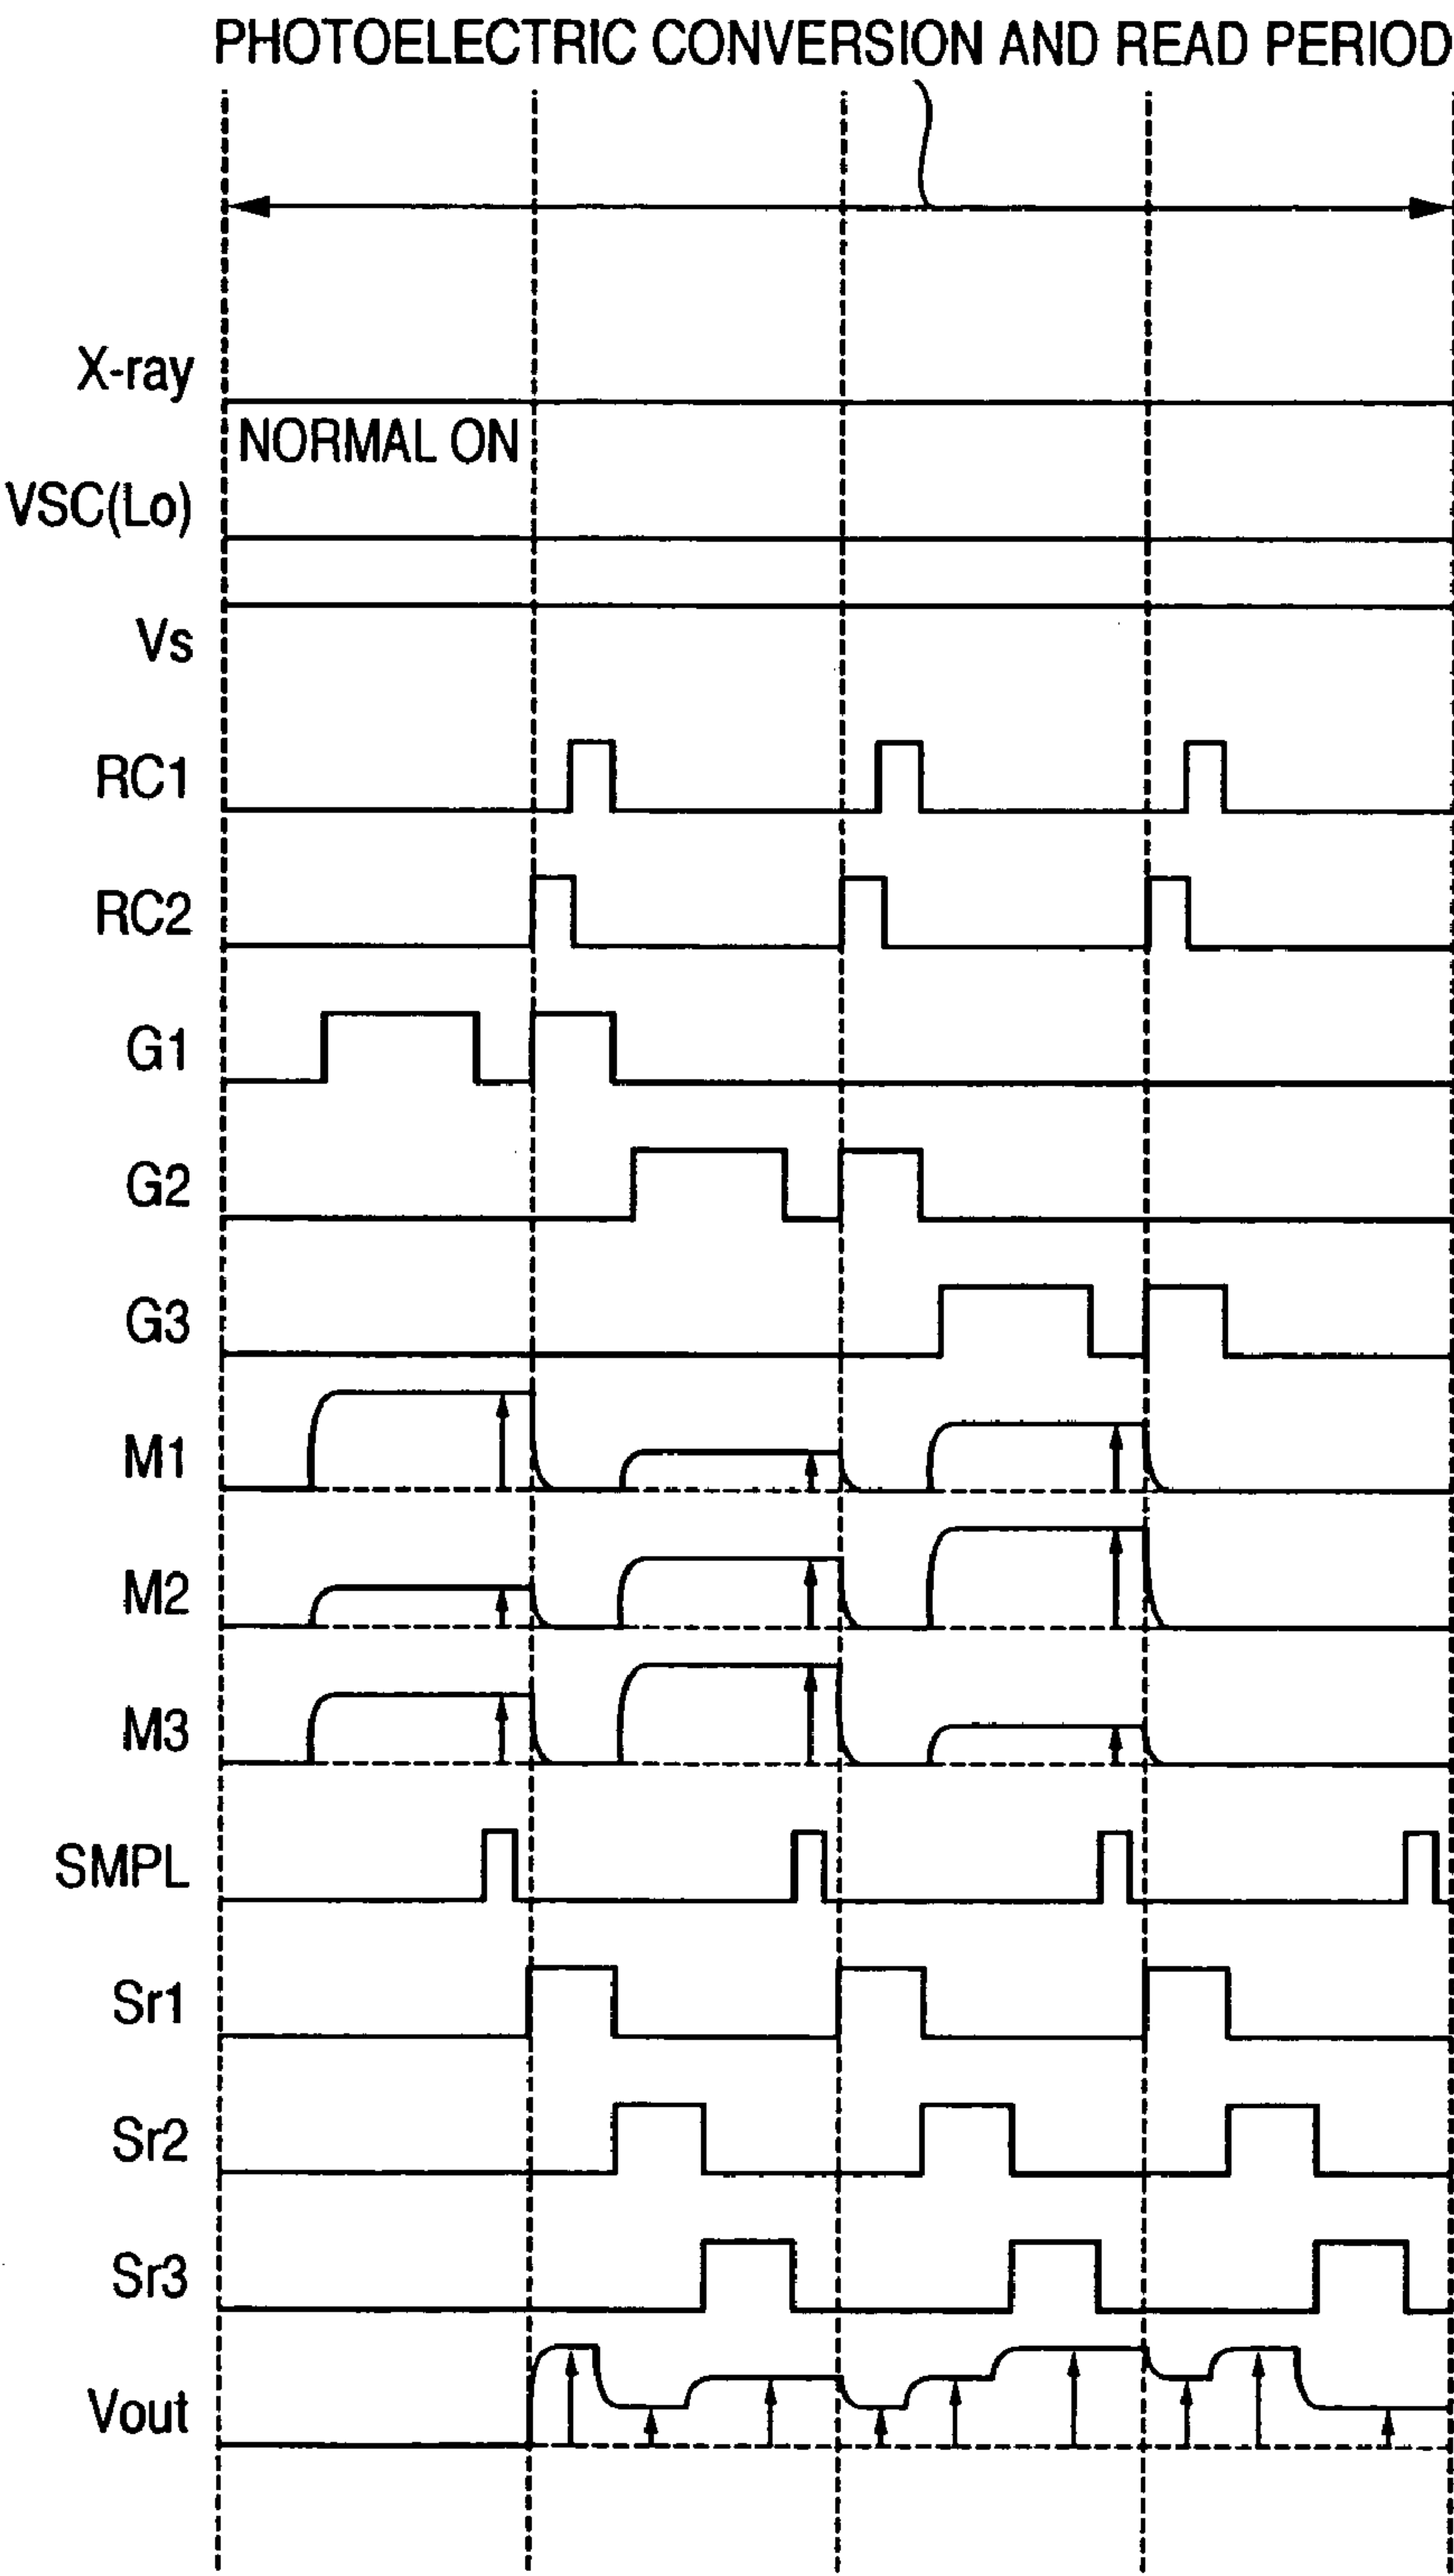 PHOTOELECTRIC CONVERSION AND READ PERIOD
X-ray
NORMAL ON
VSC(Lo)
Vs
RC1
RC2
G1
G2
G3
M1
M2
M3
SMPL
Sr1
Sr2
Sr3
Vout